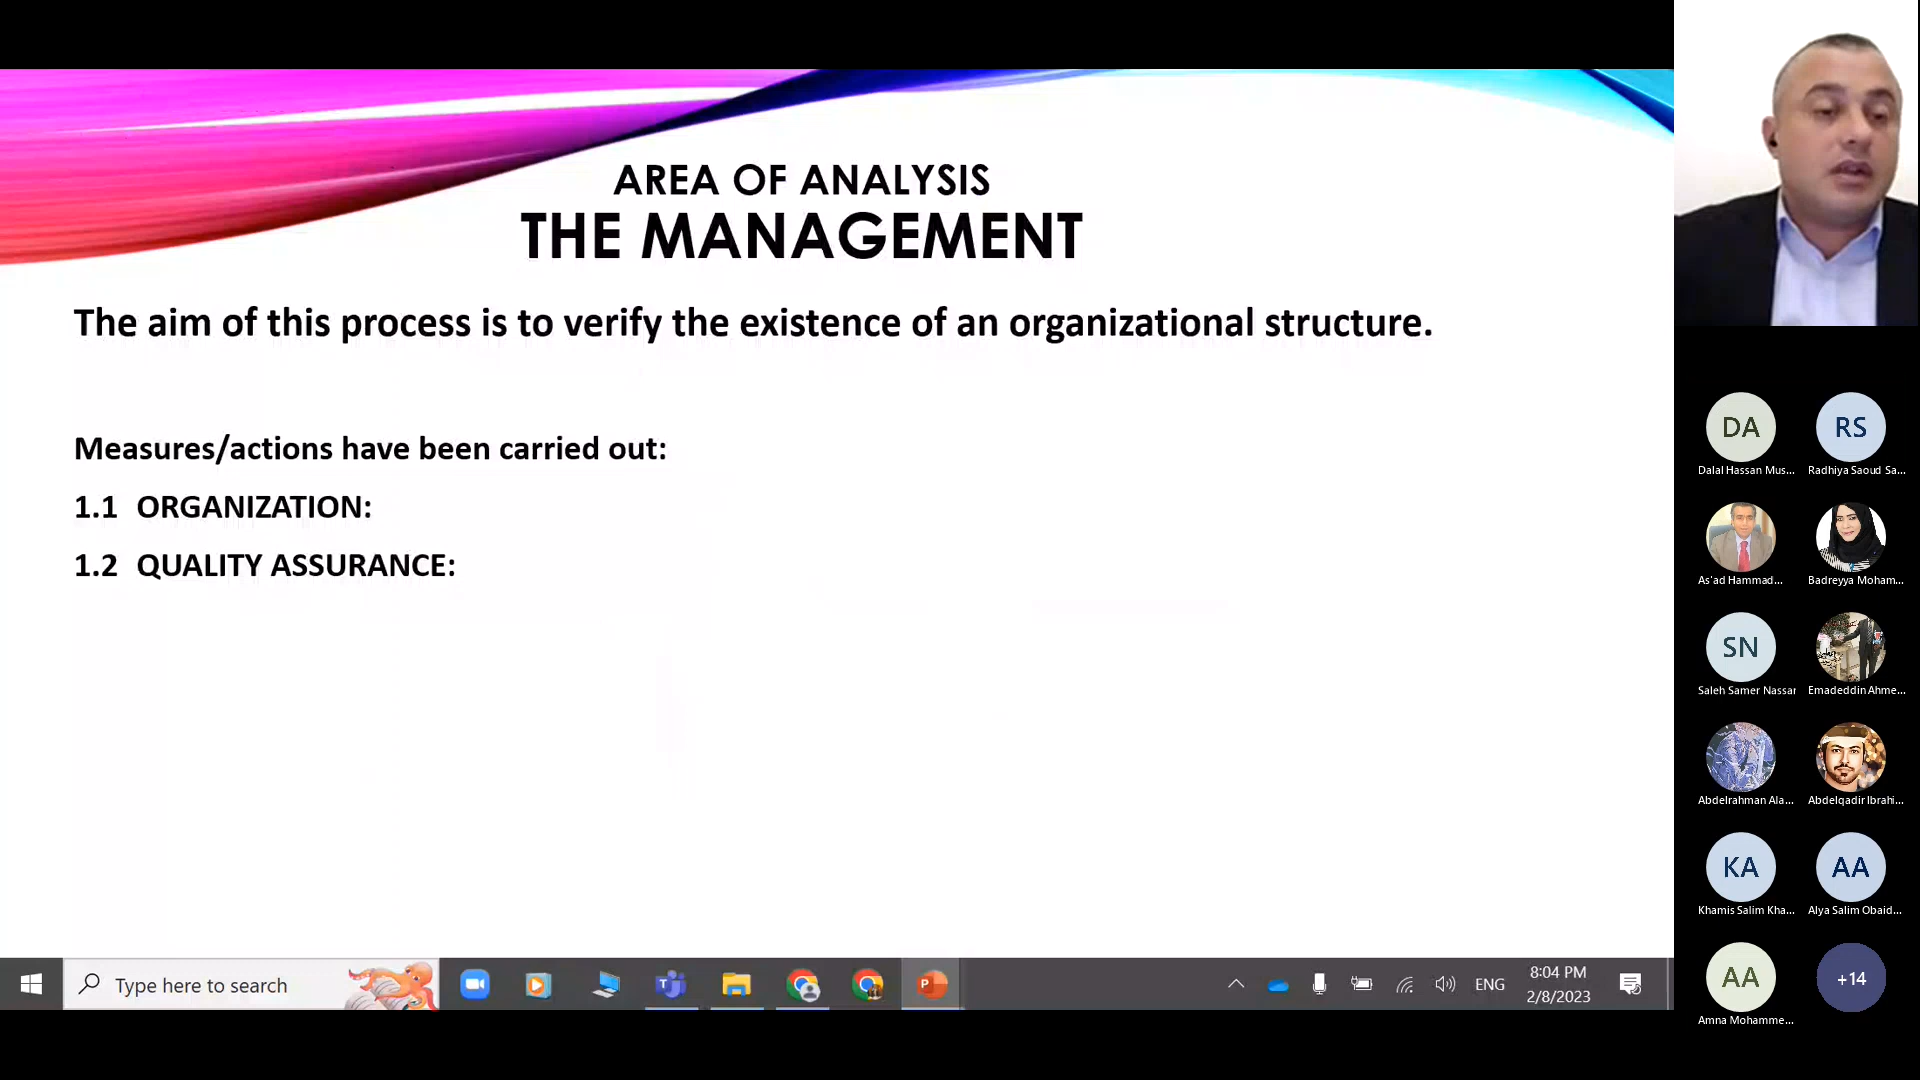 AREA OF ANALYSIS
THE MANAGEMENT
The aim of this process is to verify the existence of an organizational structure.
Measures/actions have been carried out:
1.1 ORGANIZATION:
1.2 QUALITY ASSURANCE:
Type here to search
ENG
8:04 PM
2/8/2023
DA
Dalal Hassan Mus...
RS
Radhiya Saoud Sa...
As'ad Hammad...
Badreyya Moham...
SN
Saleh Samer Nassar
Emadeddin Ahme...
Abdelrahman Ala...
Abdelqadir Ibrahi...
KA
Khamis Salim Kha...
AA
Alya Salim Obaid...
AA
Amna Mohamme...
+14